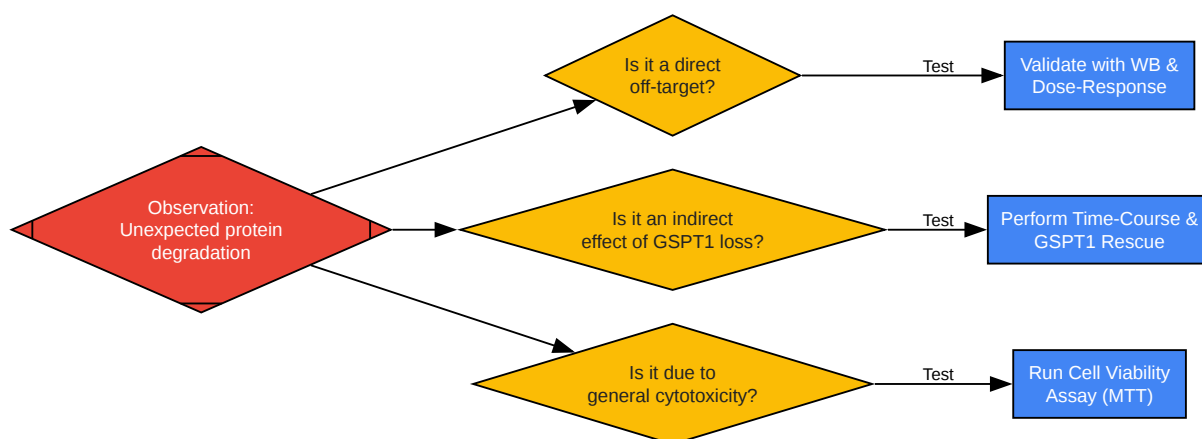 Observation:
Unexpected protein
degradation
Is it a direct
off-target?
Test
Validate with WB &
Dose-Response
Is it an indirect
effect of GSPT1 loss?
Test
Perform Time-Course &
GSPT1 Rescue
Is it due to
general cytotoxicity?
Test
Run Cell Viability
Assay (MTT)